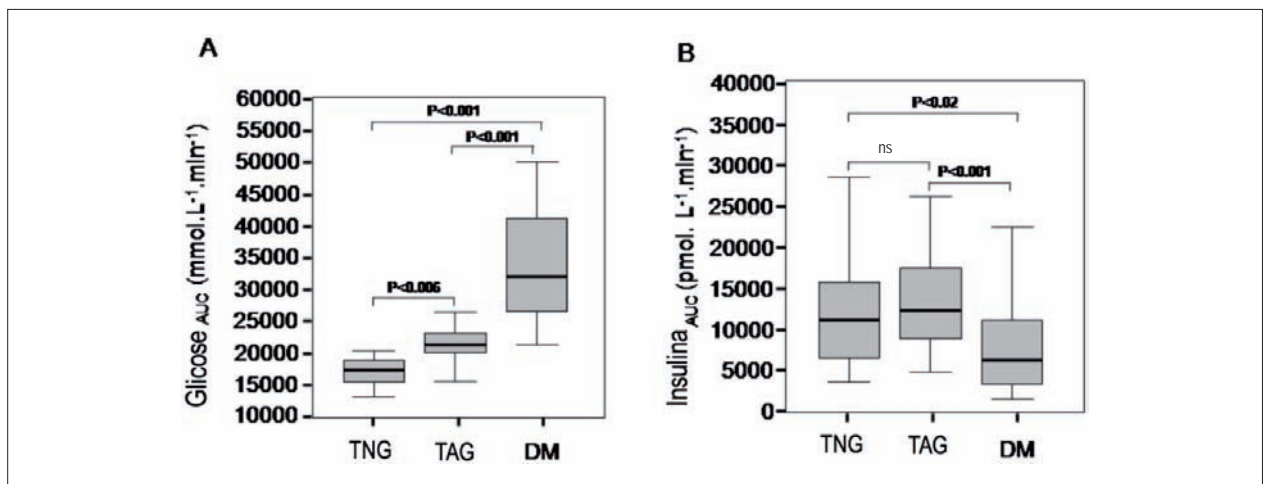 A
Glicose AUC (mmol.L-1.min-1)
60000
55000
50000
45000
40000
35000
30000
25000
20000
15000
10000
P<0.001
P<0.001
P<0.006
TNG TAG DM
B
Insulina AUC (pmol. L-1.min-1)
40000
35000
30000
25000
20000
15000
10000
5000
0
P<0.02
ns
P<0.001
TNG TAG DM